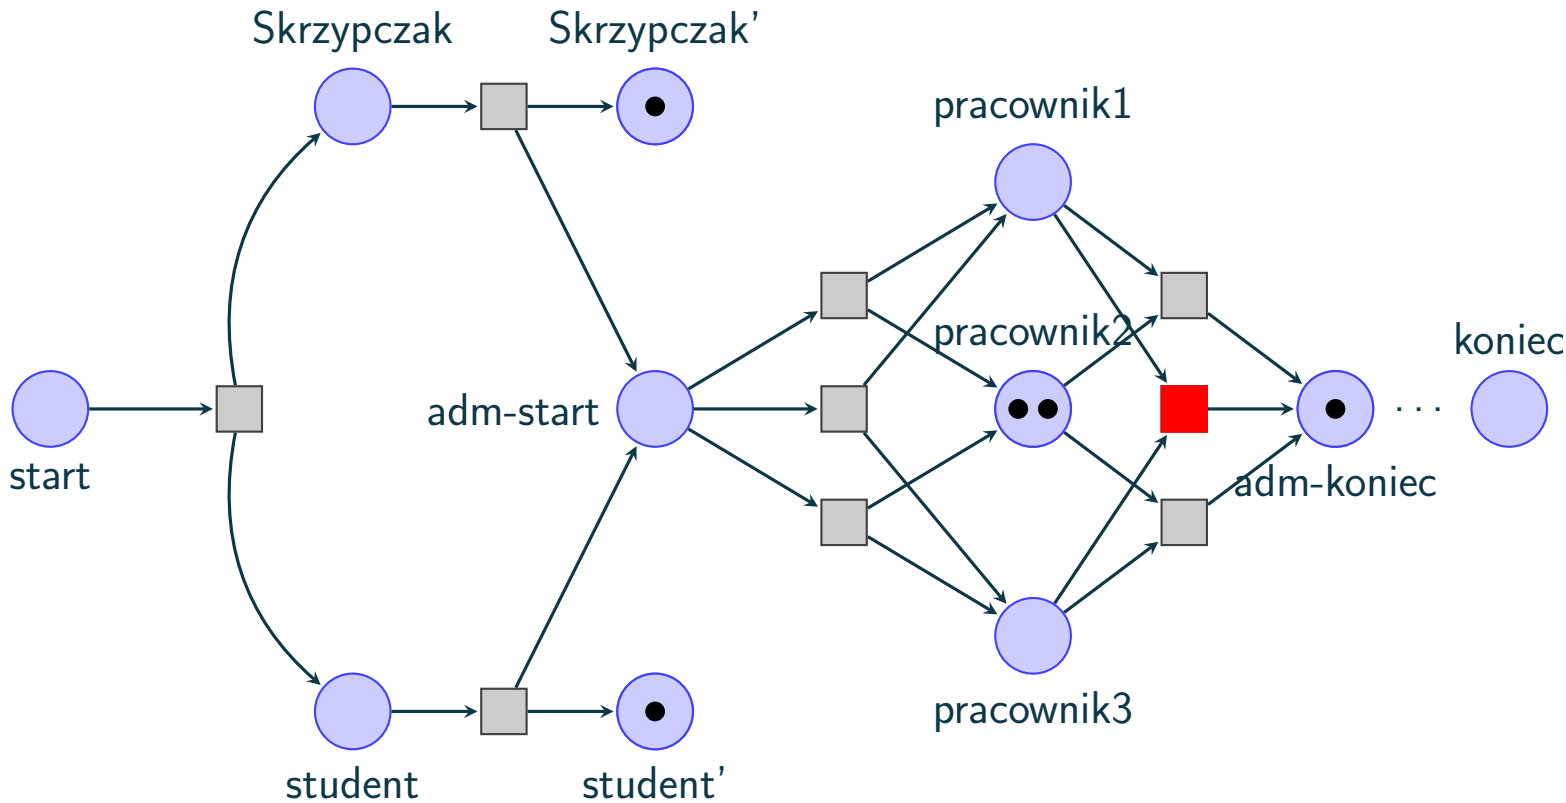 Skrzypczak
Skrzypczak'
pracownik1
pracownik2
koniec
adm-start
. . .
start
adm-koniec
pracownik3
student
student'